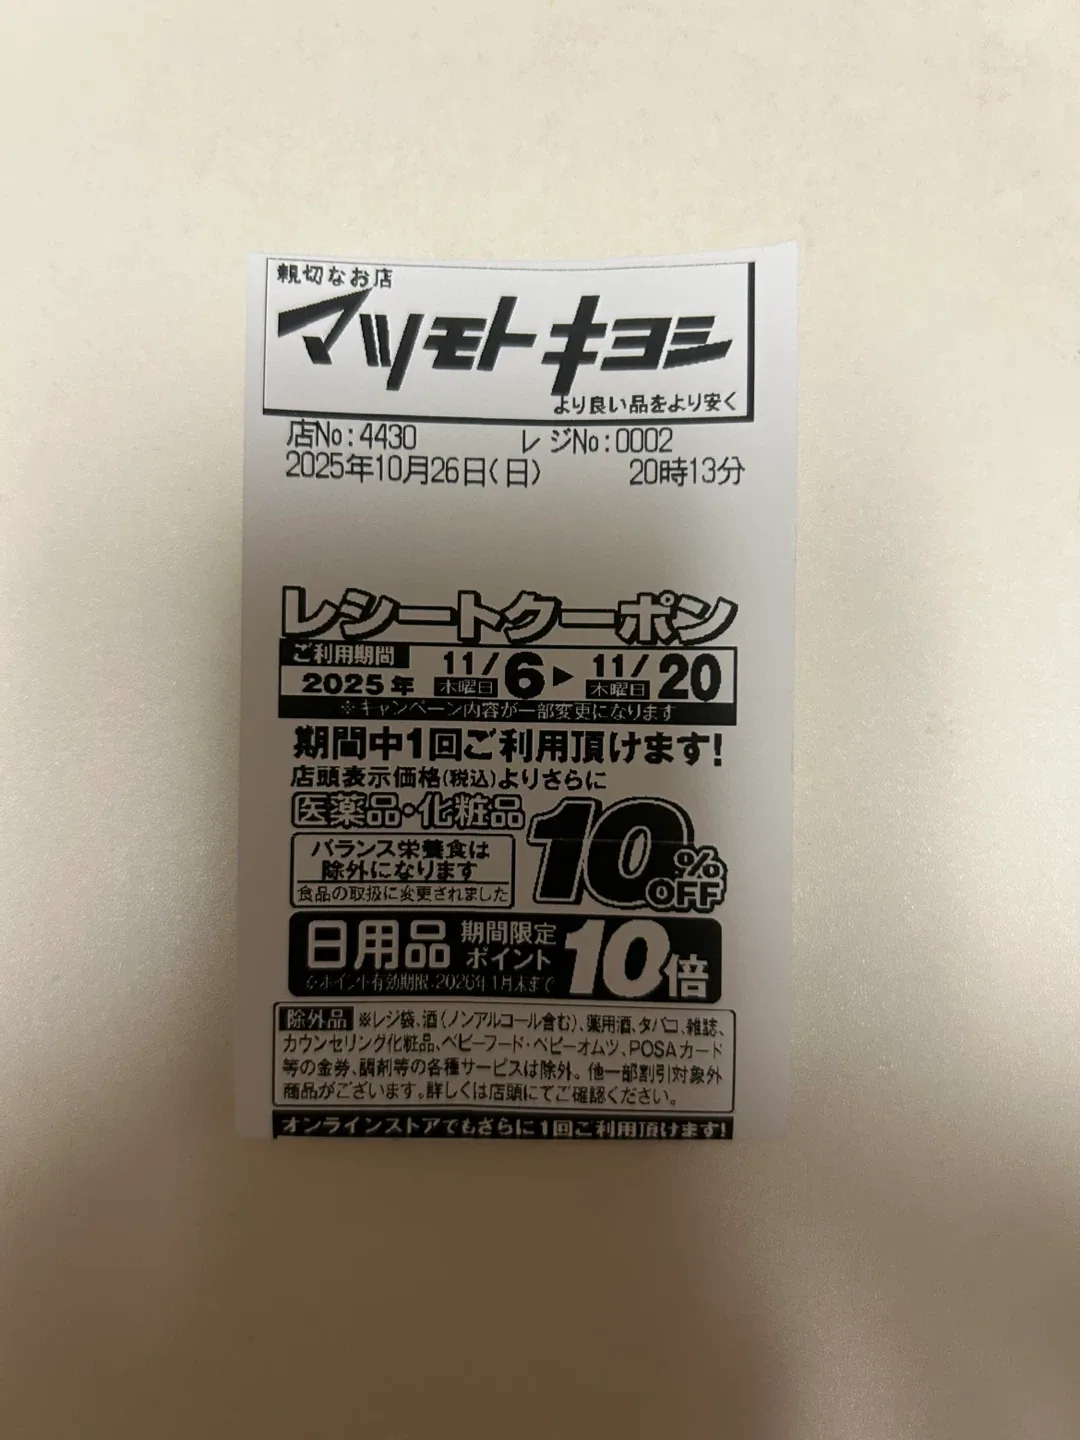 親切なお店
マツモトキヨシ
より良い品をより安く
店No:4430 レジNo:0002
2025年10月26日(日) 20時13分
レシートクーポン
ご利用期間
2025年 11/6 木曜日 ▶ 11/20 木曜日
※キャンペーン内容が一部変更になります
期間中1回ご利用頂けます!
店頭表示価格(税込)よりさらに
医薬品・化粧品 10%OFF
バランス栄養食は
除外になります
食品の取扱に変更されました
日用品 期間限定ポイント 10倍
※ポイント有効期限:2026年1月末まで
除外品 ※レジ袋、酒(ノンアルコール含む)、薬用酒、タバコ、雑誌、
カウンセリング化粧品、ベビーフード・ベビーオムツ、POSAカード
等の金券、調剤等の各種サービスは除外。他一部割引対象外
商品がございます。詳しくは店頭にてご確認ください。
オンラインストアでもさらに1回ご利用頂けます!